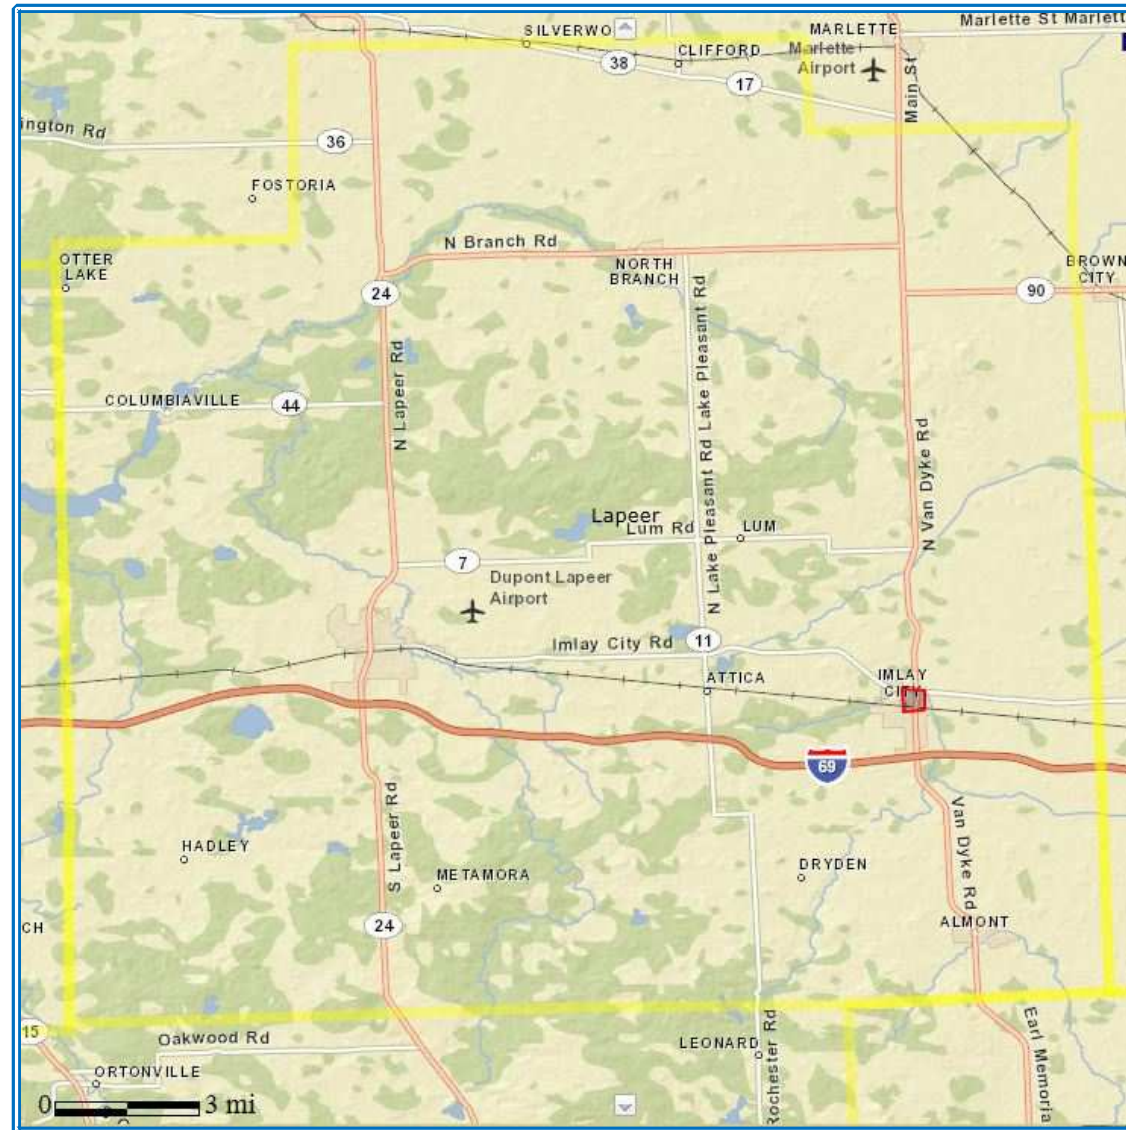 Marlette St Marlett
SILVERWO
MARLETTE
CLIFFORD
Marlette
Airport
38
17
Main St
ington Rd
36
FOSTORIA
N Branch Rd
OTTER
LAKE
NORTH
BRANCH
BROWN
CITY
24
90
N Lapeer Rd
N Lake Pleasant Rd Lake Pleasant Rd
COLUMBIAVILLE
44
N Van Dyke Rd
Lapeer
Lum Rd
LUM
7
Dupont Lapeer
Airport
Imlay City Rd
11
ATTICA
IMLAY
CITY
69
S Lapeer Rd
Van Dyke Rd
HADLEY
METAMORA
DRYDEN
24
ALMONT
CH
15
Oakwood Rd
LEONARD
Rochester Rd
Earl Memoria
ORTONVILLE
0 3 mi